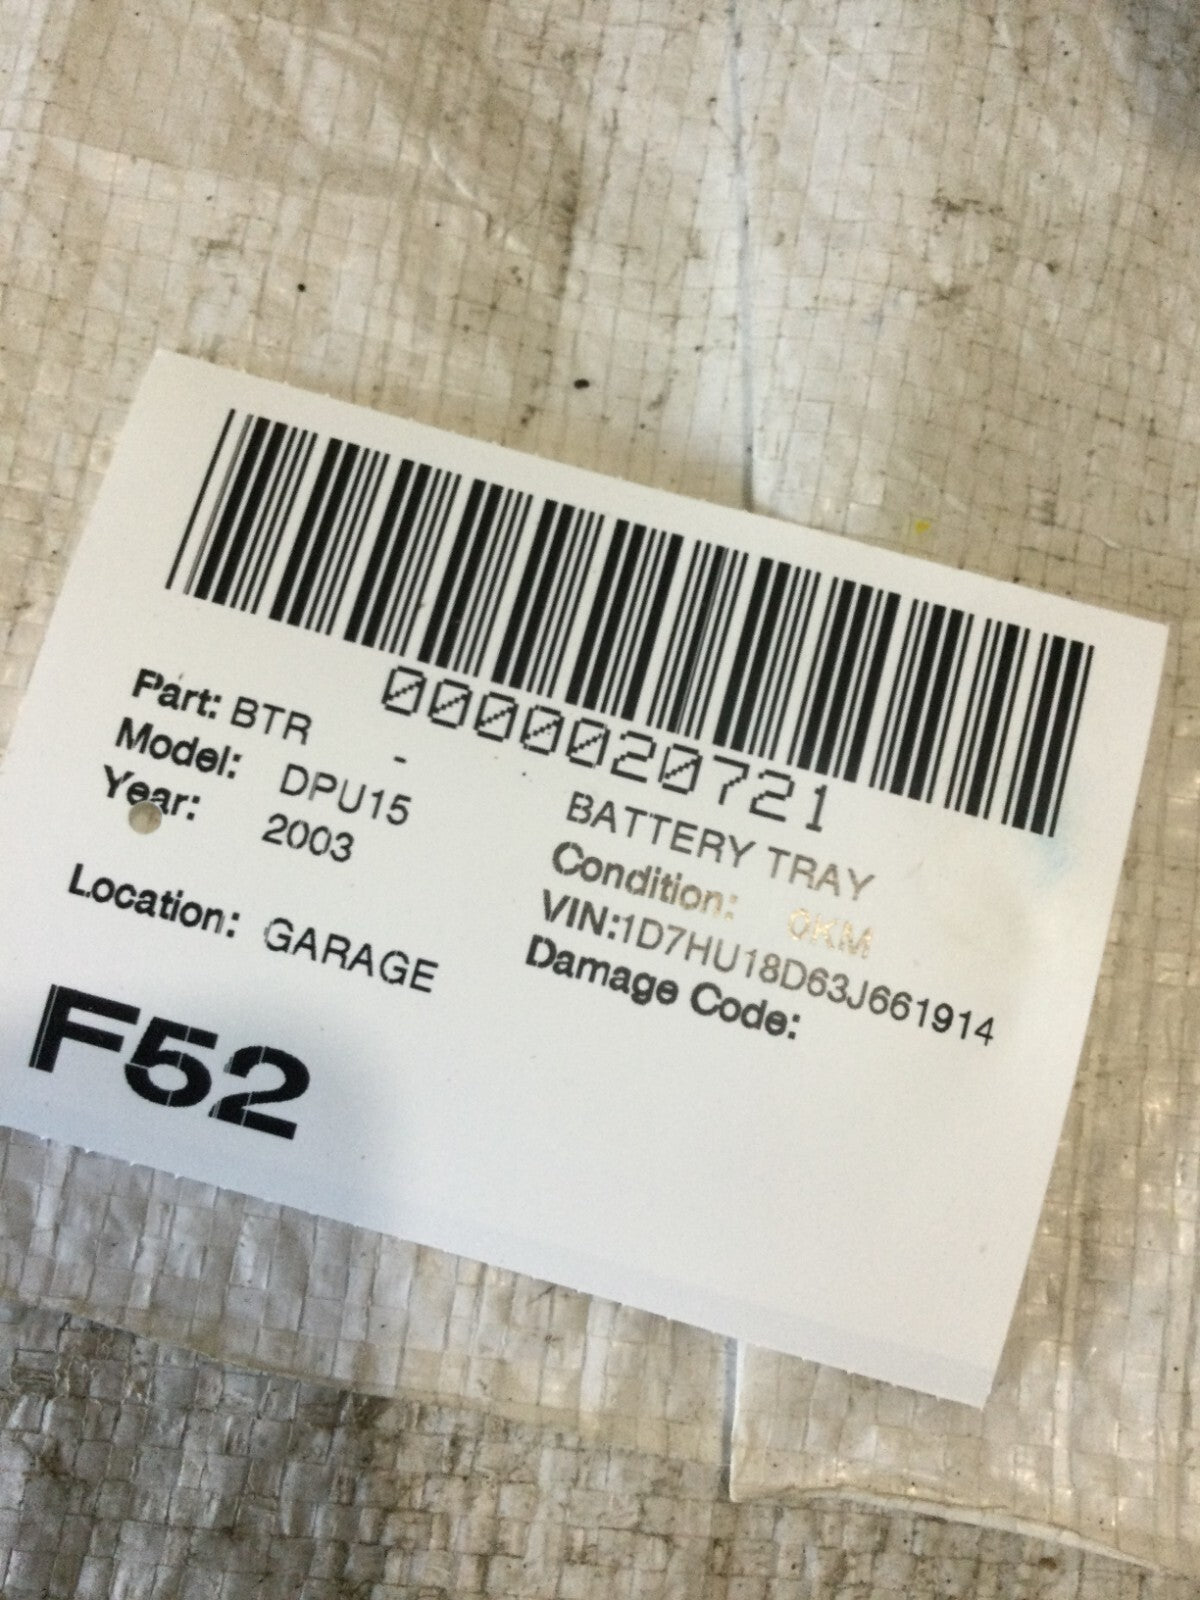 0000020721
Part: BTR - BATTERY TRAY
Model: DPU15 Condition: 0KM
Year: 2003 VIN:1D7HU18D63J661914
Damage Code:
Location: GARAGE
F52